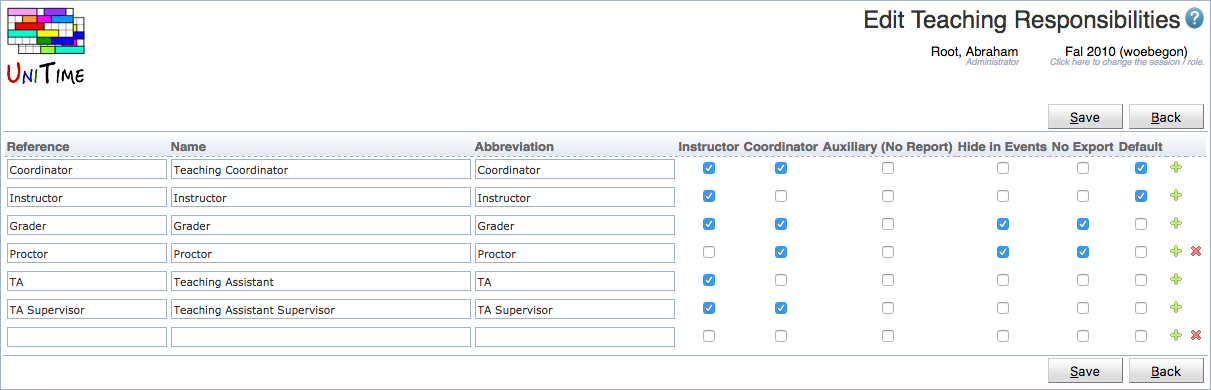 Edit Teaching Responsibilities ?
UNITIME
Root, Abraham Fal 2010 (woebegon)
Administrator Click here to change the session / role.
Save Back
Reference Name Abbreviation Instructor Coordinator Auxiliary (No Report) Hide in Events No Export Default
Coordinator Teaching Coordinator Coordinator
Instructor Instructor Instructor
Grader Grader Grader
Proctor Proctor Proctor
TA Teaching Assistant TA
TA Supervisor Teaching Assistant Supervisor TA Supervisor
Save Back